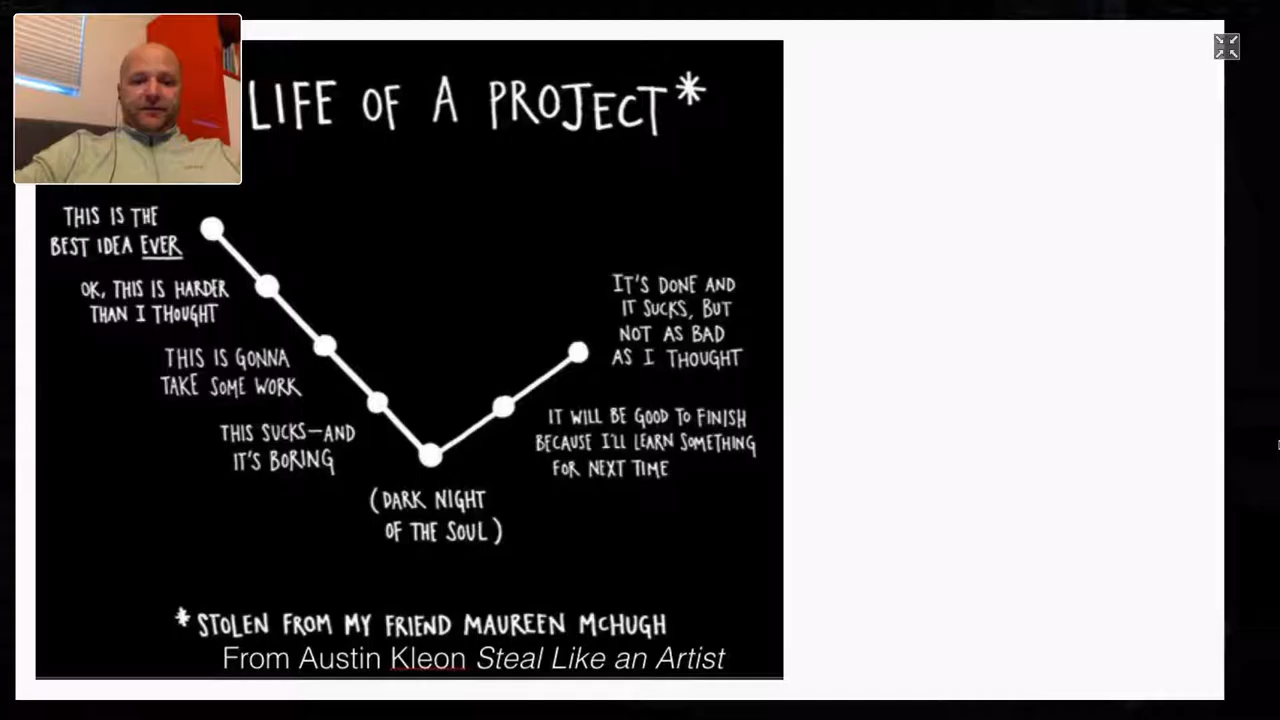 LIFE OF A PROJECT*
THIS IS THE
BEST IDEA EVER
OK, THIS IS HARDER
THAN I THOUGHT
THIS IS GONNA
TAKE SOME WORK
THIS SUCKS—AND
IT'S BORING
(DARK NIGHT
OF THE SOUL)
IT WILL BE GOOD TO FINISH
BECAUSE I'LL LEARN SOMETHING
FOR NEXT TIME
IT'S DONE AND
IT SUCKS, BUT
NOT AS BAD
AS I THOUGHT
*STOLEN FROM MY FRIEND MAUREEN MCHUGH
From Austin Kleon Steal Like an Artist